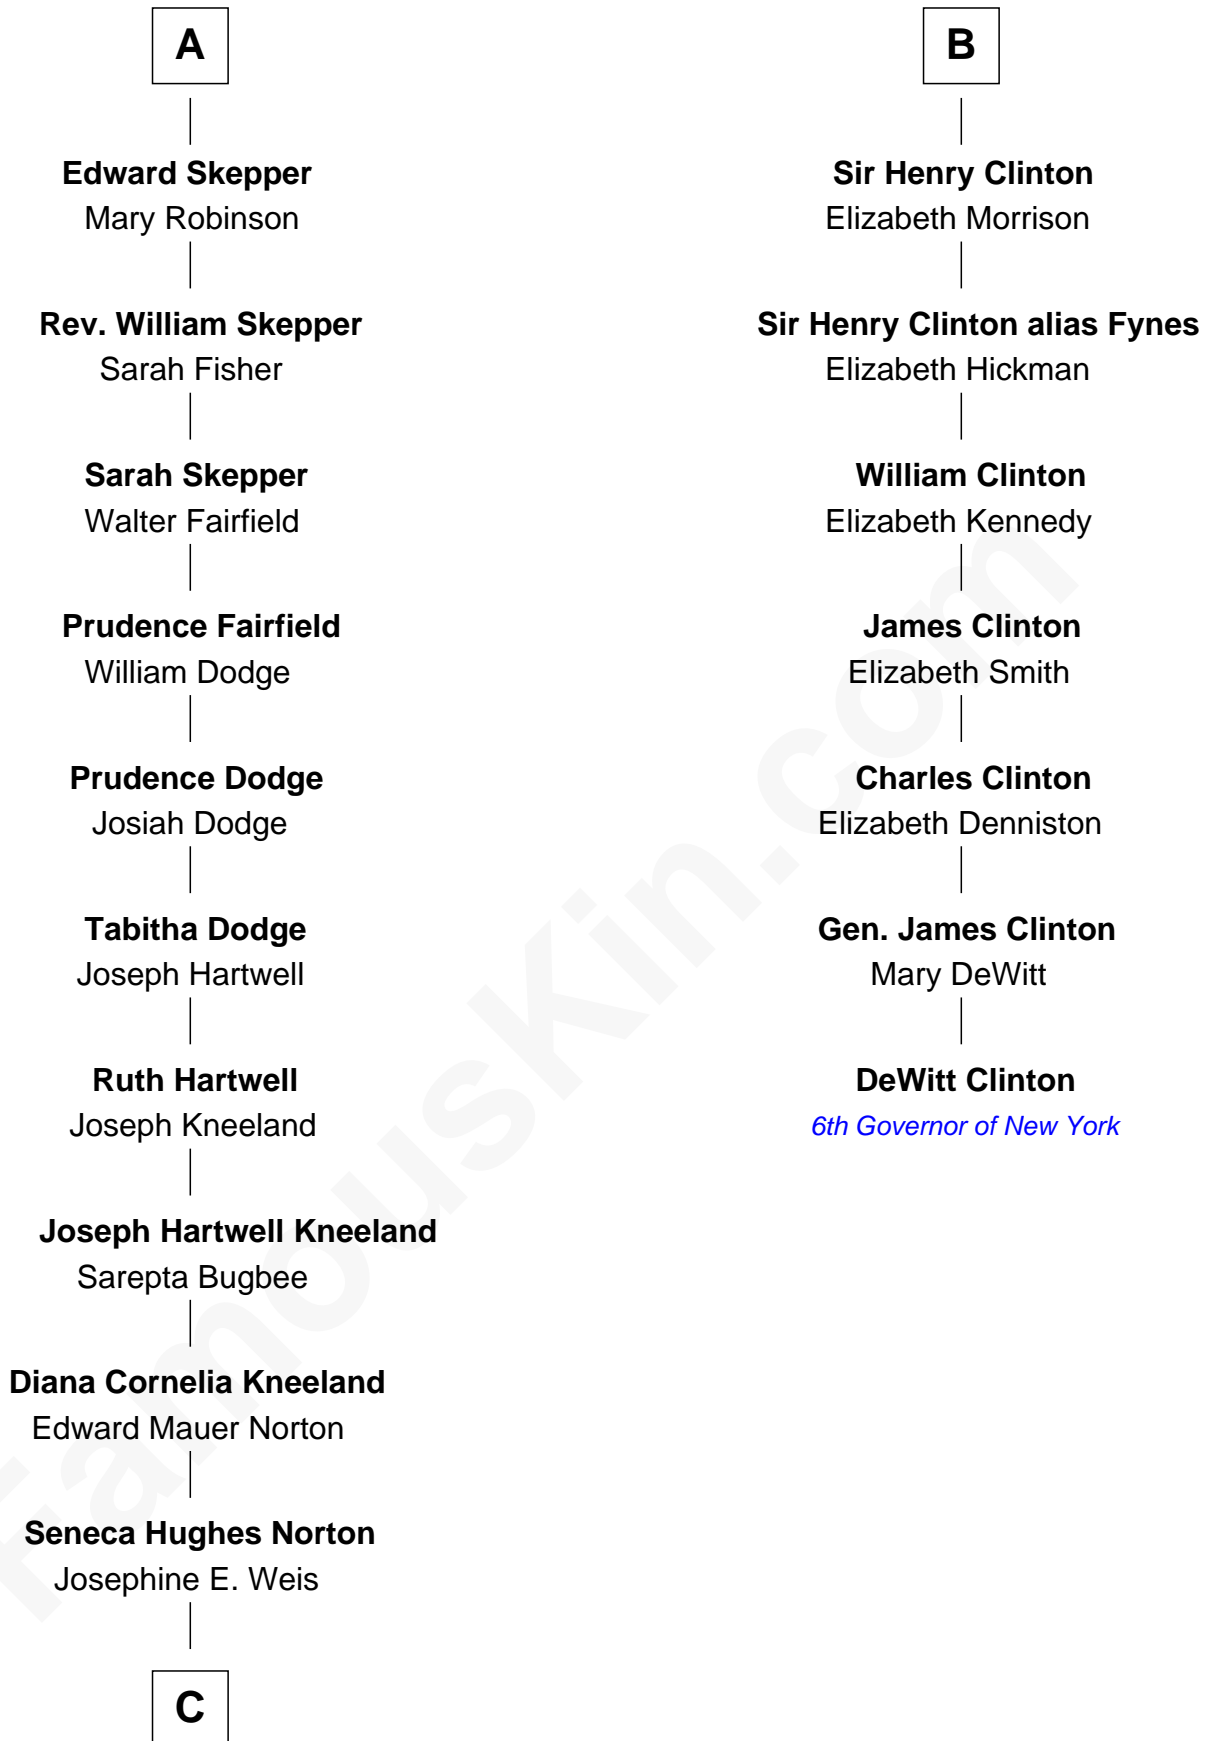 A
Edward Skepper
Mary Robinson
Rev. William Skepper
Sarah Fisher
Sarah Skepper
Walter Fairfield
Prudence Fairfield
William Dodge
Prudence Dodge
Josiah Dodge
Tabitha Dodge
Joseph Hartwell
Ruth Hartwell
Joseph Kneeland
Joseph Hartwell Kneeland
Sarepta Bugbee
Diana Cornelia Kneeland
Edward Mauer Norton
Seneca Hughes Norton
Josephine E. Weis
C
B
Sir Henry Clinton
Elizabeth Morrison
Sir Henry Clinton alias Fynes
Elizabeth Hickman
William Clinton
Elizabeth Kennedy
James Clinton
Elizabeth Smith
Charles Clinton
Elizabeth Denniston
Gen. James Clinton
Mary DeWitt
DeWitt Clinton
6th Governor of New York
FamousKin.com